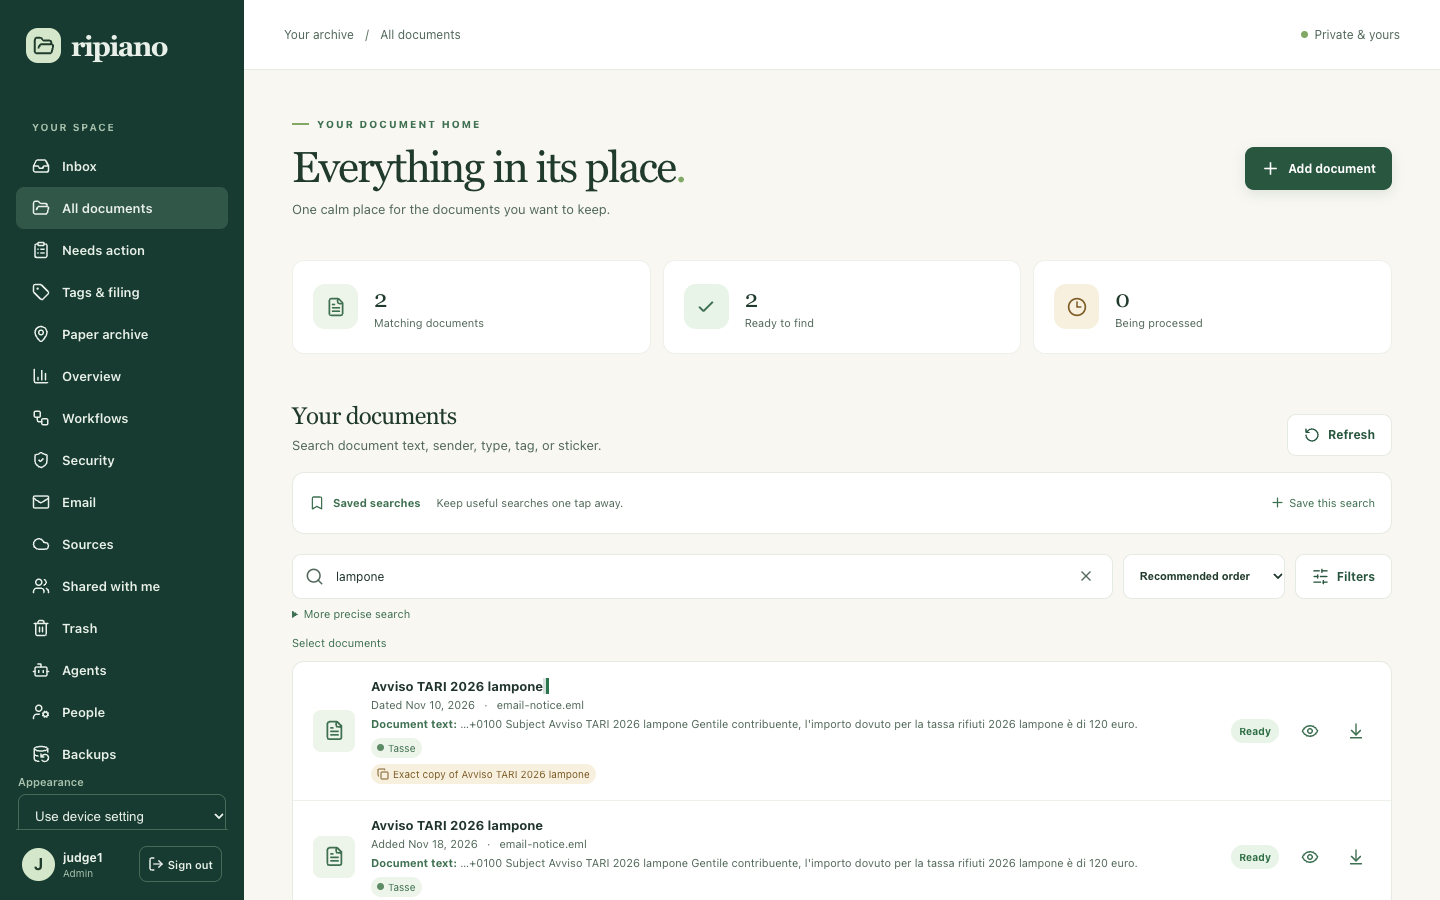 ripiano
YOUR SPACE
Inbox
All documents
Needs action
Tags & filing
Paper archive
Overview
Workflows
Security
Email
Sources
Shared with me
Trash
Agents
People
Backups
Appearance
Use device setting
J
judge1
Admin
Sign out
Your archive / All documents
Private & yours
YOUR DOCUMENT HOME
Everything in its place.
One calm place for the documents you want to keep.
Add document
2
Matching documents
2
Ready to find
0
Being processed
Your documents
Search document text, sender, type, tag, or sticker.
Refresh
Saved searches Keep useful searches one tap away.
Save this search
lampone
Recommended order
Filters
More precise search
Select documents
Avviso TARI 2026 lampone
Dated Nov 10, 2026 · email-notice.eml
Document text: ...+0100 Subject Avviso TARI 2026 lampone Gentile contribuente, l'importo dovuto per la tassa rifiuti 2026 lampone è di 120 euro.
Tasse
Exact copy of Avviso TARI 2026 lampone
Ready
Avviso TARI 2026 lampone
Added Nov 18, 2026 · email-notice.eml
Document text: ...+0100 Subject Avviso TARI 2026 lampone Gentile contribuente, l'importo dovuto per la tassa rifiuti 2026 lampone è di 120 euro.
Tasse
Ready